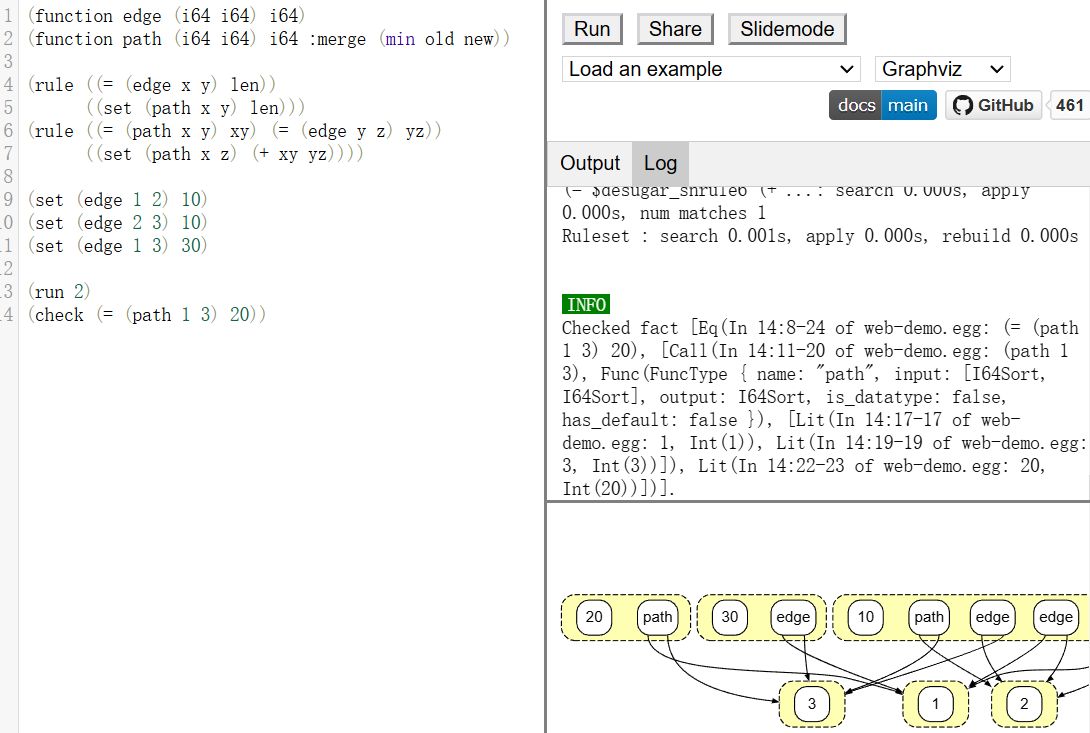 1 (function edge (i64 i64) i64)
2 (function path (i64 i64) i64 :merge (min old new))
3
4 (rule ((= (edge x y) len))
5 ((set (path x y) len)))
6 (rule ((= (path x y) xy) (= (edge y z) yz))
7 ((set (path x z) (+ xy yz))))
8
9 (set (edge 1 2) 10)
0 (set (edge 2 3) 10)
1 (set (edge 1 3) 30)
2
3 (run 2)
4 (check (= (path 1 3) 20))
Run Share Slidemode
Load an example Graphviz
docs main GitHub 461
Output Log
(= $desugar_snrule6 (+ ...: search 0.000s, apply
0.000s, num matches 1
Ruleset : search 0.001s, apply 0.000s, rebuild 0.000s
INFO
Checked fact [Eq(In 14:8-24 of web-demo.egg: (= (path
1 3) 20), [Call(In 14:11-20 of web-demo.egg: (path 1
3), Func(FuncType { name: "path", input: [I64Sort,
I64Sort], output: I64Sort, is_datatype: false,
has_default: false }), [Lit(In 14:17-17 of web-
demo.egg: 1, Int(1)), Lit(In 14:19-19 of web-demo.egg:
3, Int(3))]), Lit(In 14:22-23 of web-demo.egg: 20,
Int(20))])].
20 path 30 edge 10 path edge edge
3 1 2